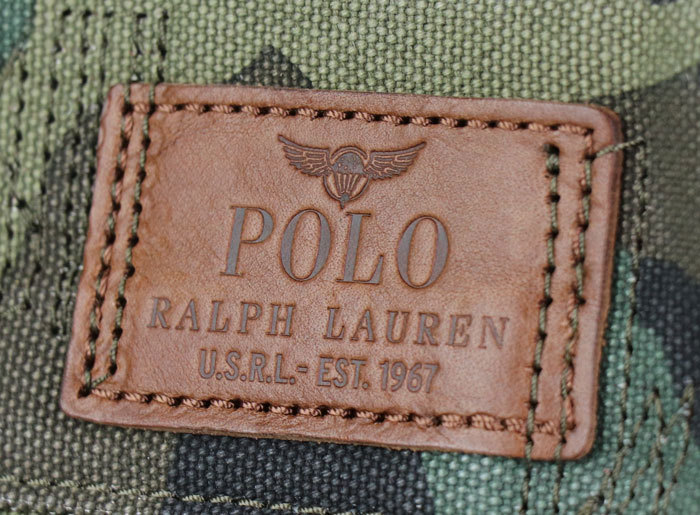 POLO
RALPH LAUREN
U.S.R.L.- EST. 1967